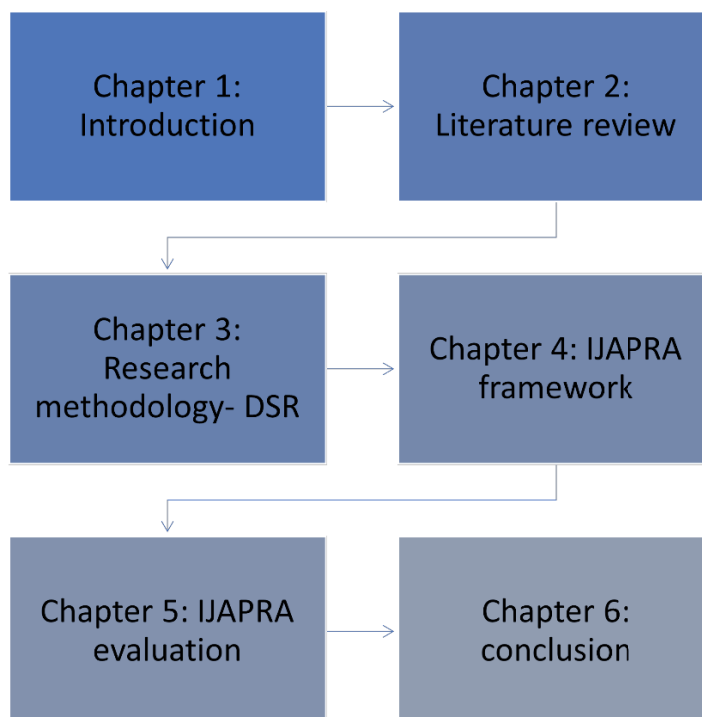 Chapter 1:
Introduction
Chapter 2:
Literature review
Chapter 3:
Research
methodology- DSR
Chapter 4: IJAPRA
framework
Chapter 5: IJAPRA
evaluation
Chapter 6:
conclusion